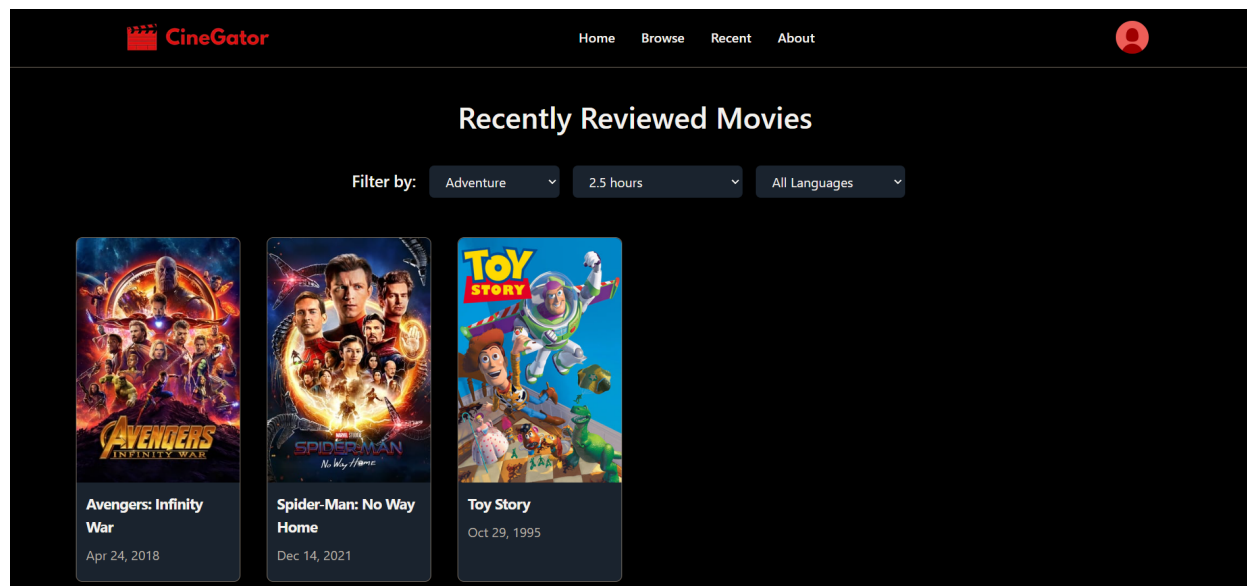 CineGator
Home Browse Recent About
Recently Reviewed Movies
Filter by: Adventure 2.5 hours All Languages
AVENGERS
INFINITY WAR
MARVEL STUDIOS
SPIDER-MAN
No Way Home
TOY
STORY
Avengers: Infinity
War
Apr 24, 2018
Spider-Man: No Way
Home
Dec 14, 2021
Toy Story
Oct 29, 1995